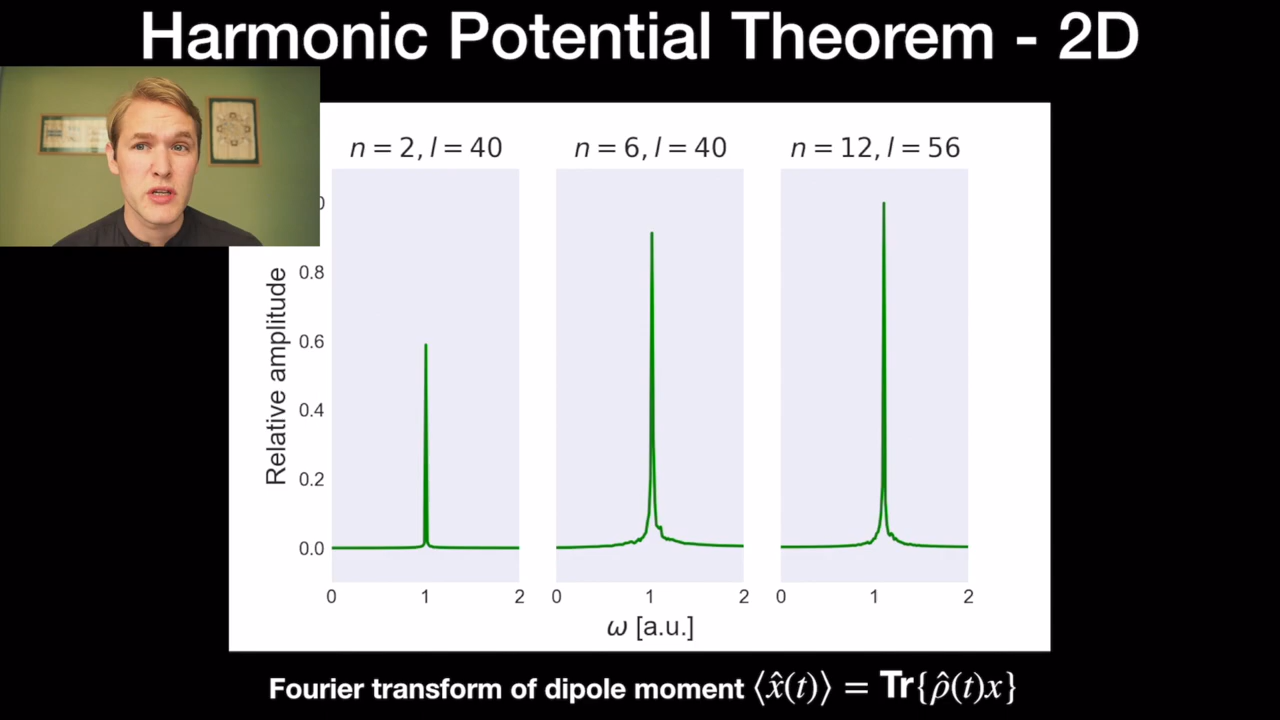 Harmonic Potential Theorem - 2D
n = 2, l = 40
n = 6, l = 40
n = 12, l = 56
0.8
0.6
0.4
0.2
0.0
Relative amplitude
0 1 2
0 1 2
0 1 2
ω [a.u.]
Fourier transform of dipole moment ⟨x̂(t)⟩ = Tr{ρ̂(t)x}